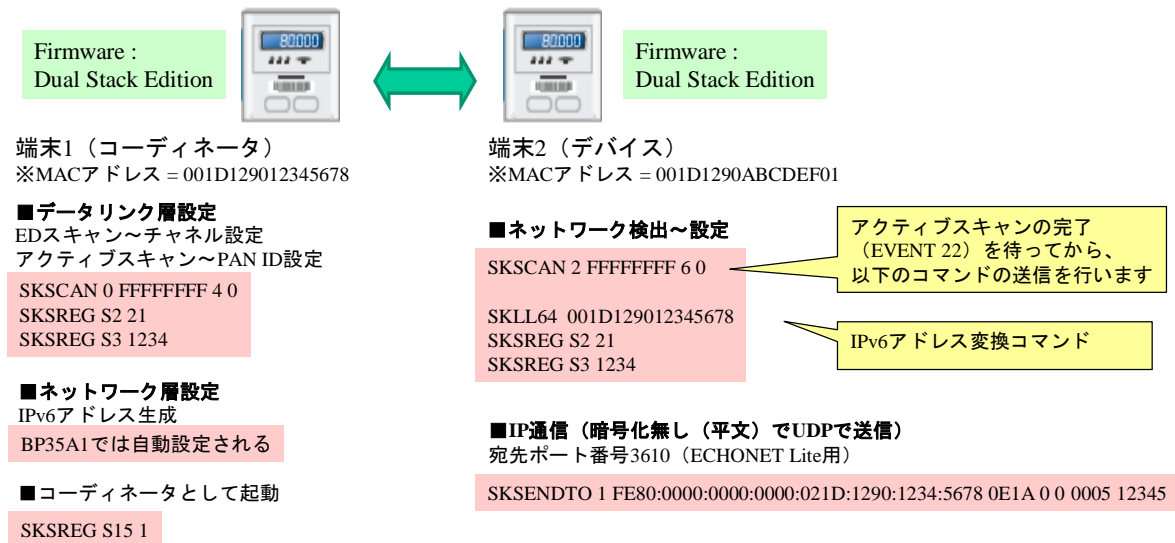 Firmware :
Dual Stack Edition
80.000
80.000
Firmware :
Dual Stack Edition
端末1（コーディネータ）
※MACアドレス = 001D129012345678
■データリンク層設定
EDスキャン～チャネル設定
アクティブスキャン～PAN ID設定
SKSCAN 0 FFFFFFFF 4 0
SKSREG S2 21
SKSREG S3 1234
■ネットワーク層設定
IPv6アドレス生成
BP35A1では自動設定される
■コーディネータとして起動
SKSREG S15 1
端末2（デバイス）
※MACアドレス = 001D1290ABCDEF01
■ネットワーク検出～設定
SKSCAN 2 FFFFFFFF 6 0
アクティブスキャンの完了
（EVENT 22）を待ってから、
以下のコマンドの送信を行います
SKLL64  001D129012345678
SKSREG S2 21
SKSREG S3 1234
IPv6アドレス変換コマンド
■IP通信（暗号化無し（平文）でUDPで送信）
宛先ポート番号3610（ECHONET Lite用）
SKSENDTO 1 FE80:0000:0000:0000:021D:1290:1234:5678 0E1A 0 0 0005 12345